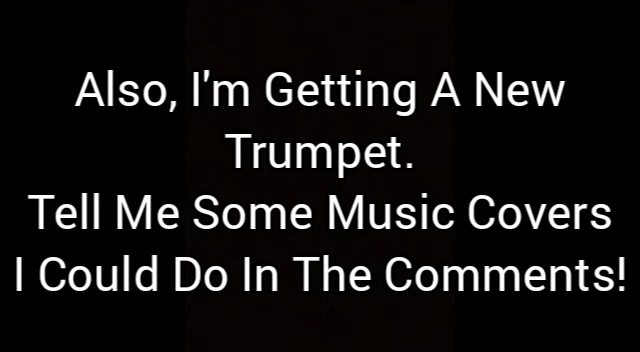 Also, I'm Getting A New
Trumpet.
Tell Me Some Music Covers
I Could Do In The Comments!